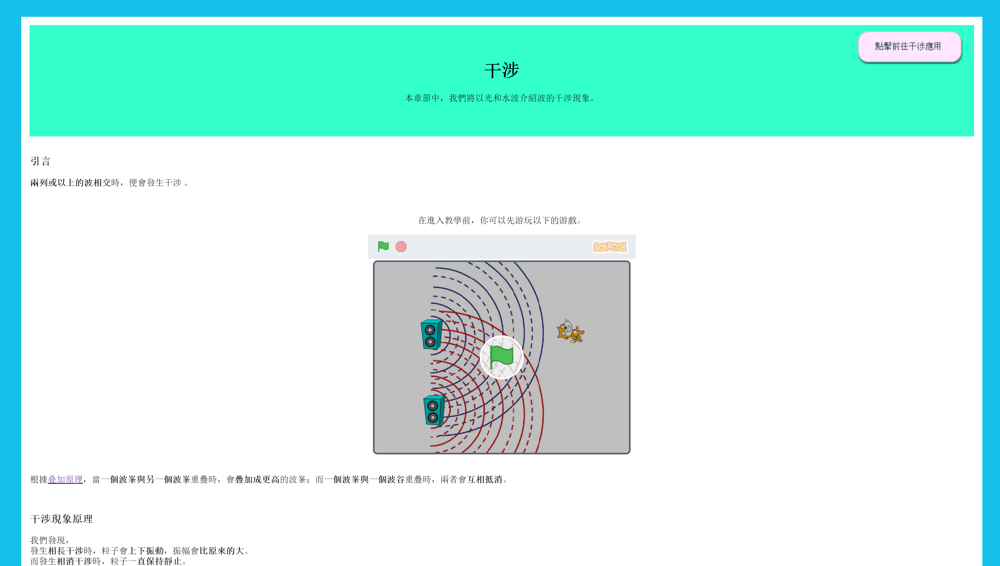 點擊前往干涉應用
干涉
本章節中，我們將以光和水波介紹波的干涉現象。
引言
兩列或以上的波相交時，便會發生干涉 。
在進入教學前，你可以先游玩以下的游戲。
SCRATCH
根據叠加原理，當一個波峯與另一個波峯重疊時，會疊加成更高的波峯；而一個波峯與一個波谷重疊時，兩者會互相抵消。
干涉現象原理
我們發現，
發生相長干涉時，粒子會上下振動，振幅會比原來的大。
而發生相消干涉時，粒子一直保持靜止。